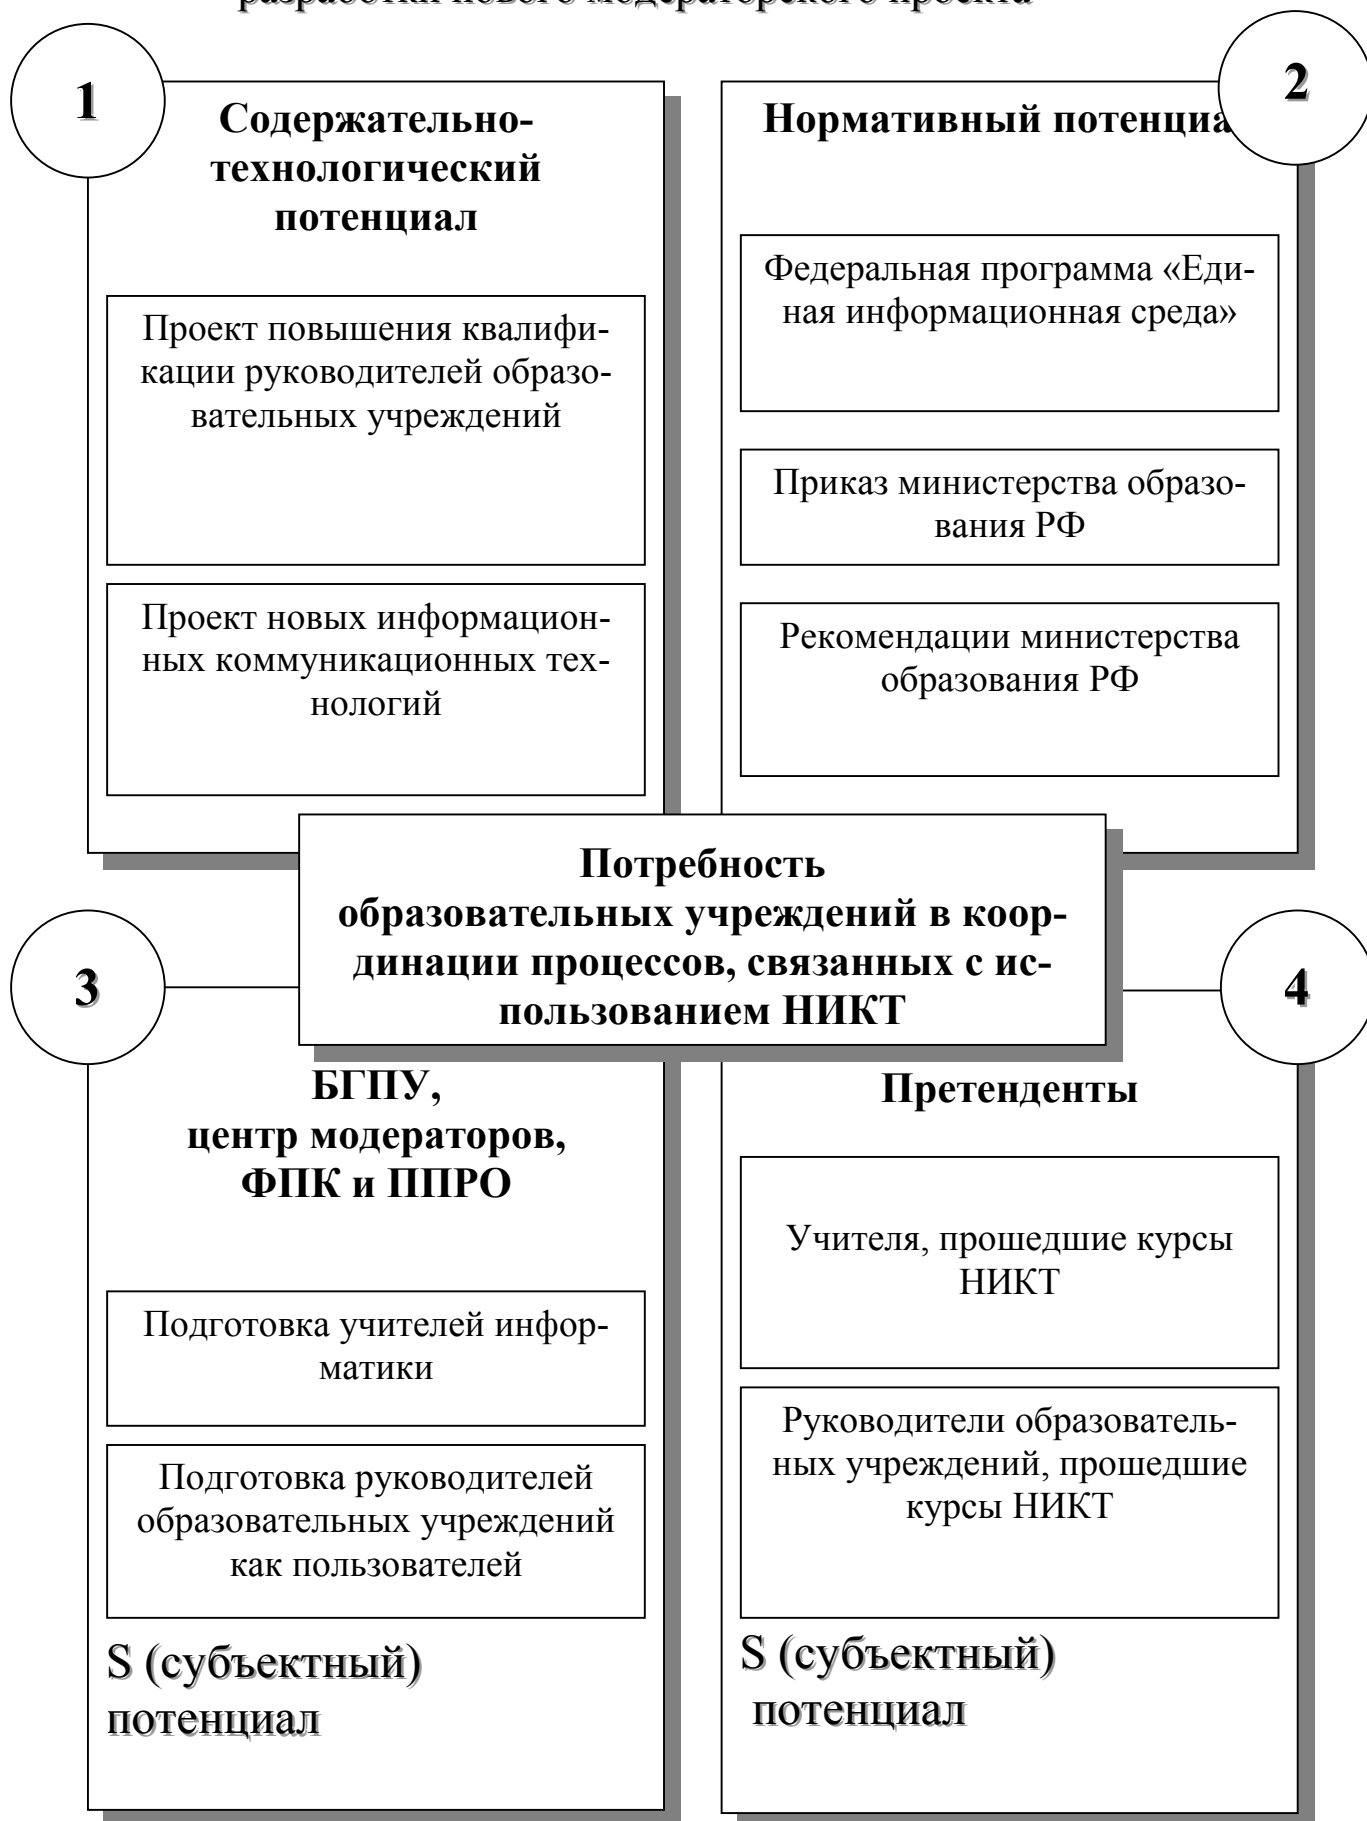 разработки нового модераторского проекта
1
Содержательно-
технологический
потенциал
Проект повышения квалифи-
кации руководителей образо-
вательных учреждений
Проект новых информацион-
ных коммуникационных тех-
нологий
2
Нормативный потенциа
Федеральная программа «Еди-
ная информационная среда»
Приказ министерства образо-
вания РФ
Рекомендации министерства
образования РФ
Потребность
образовательных учреждений в коор-
динации процессов, связанных с ис-
пользованием НИКТ
3
БГПУ,
центр модераторов,
ФПК и ППРО
Подготовка учителей инфор-
матики
Подготовка руководителей
образовательных учреждений
как пользователей
S (субъектный)
потенциал
4
Претенденты
Учителя, прошедшие курсы
НИКТ
Руководители образователь-
ных учреждений, прошедшие
курсы НИКТ
S (субъектный)
потенциал